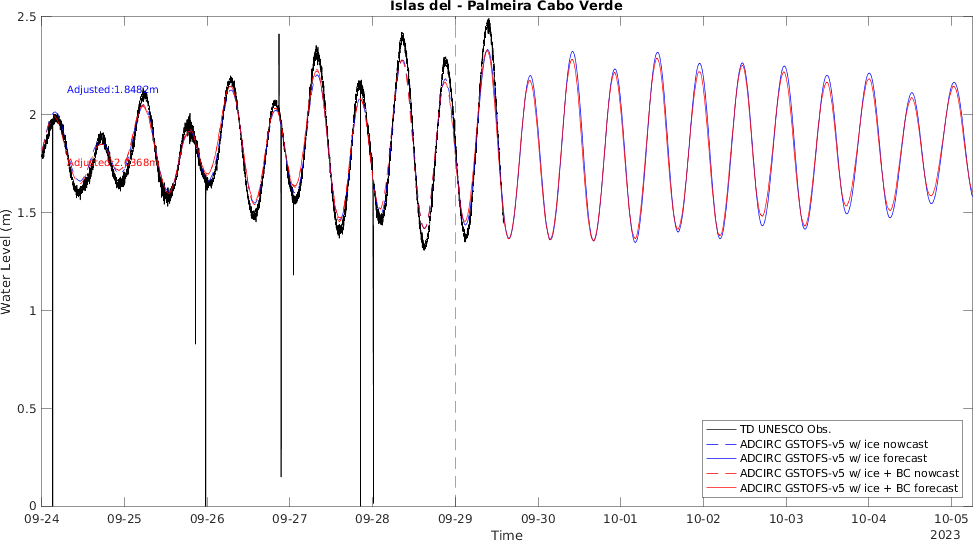 Islas del - Palmeira Cabo Verde
Water Level (m)
2.5
2
1.5
1
0.5
0
Adjusted:1.8482m
09-24
09-25
09-26
09-27
09-28
09-29
09-30
10-01
10-02
10-03
10-04
10-05
2023
Time
TD UNESCO Obs.
ADCIRC GSTOFS-v5 w/ ice nowcast
ADCIRC GSTOFS-v5 w/ ice forecast
ADCIRC GSTOFS-v5 w/ ice + BC nowcast
ADCIRC GSTOFS-v5 w/ ice + BC forecast